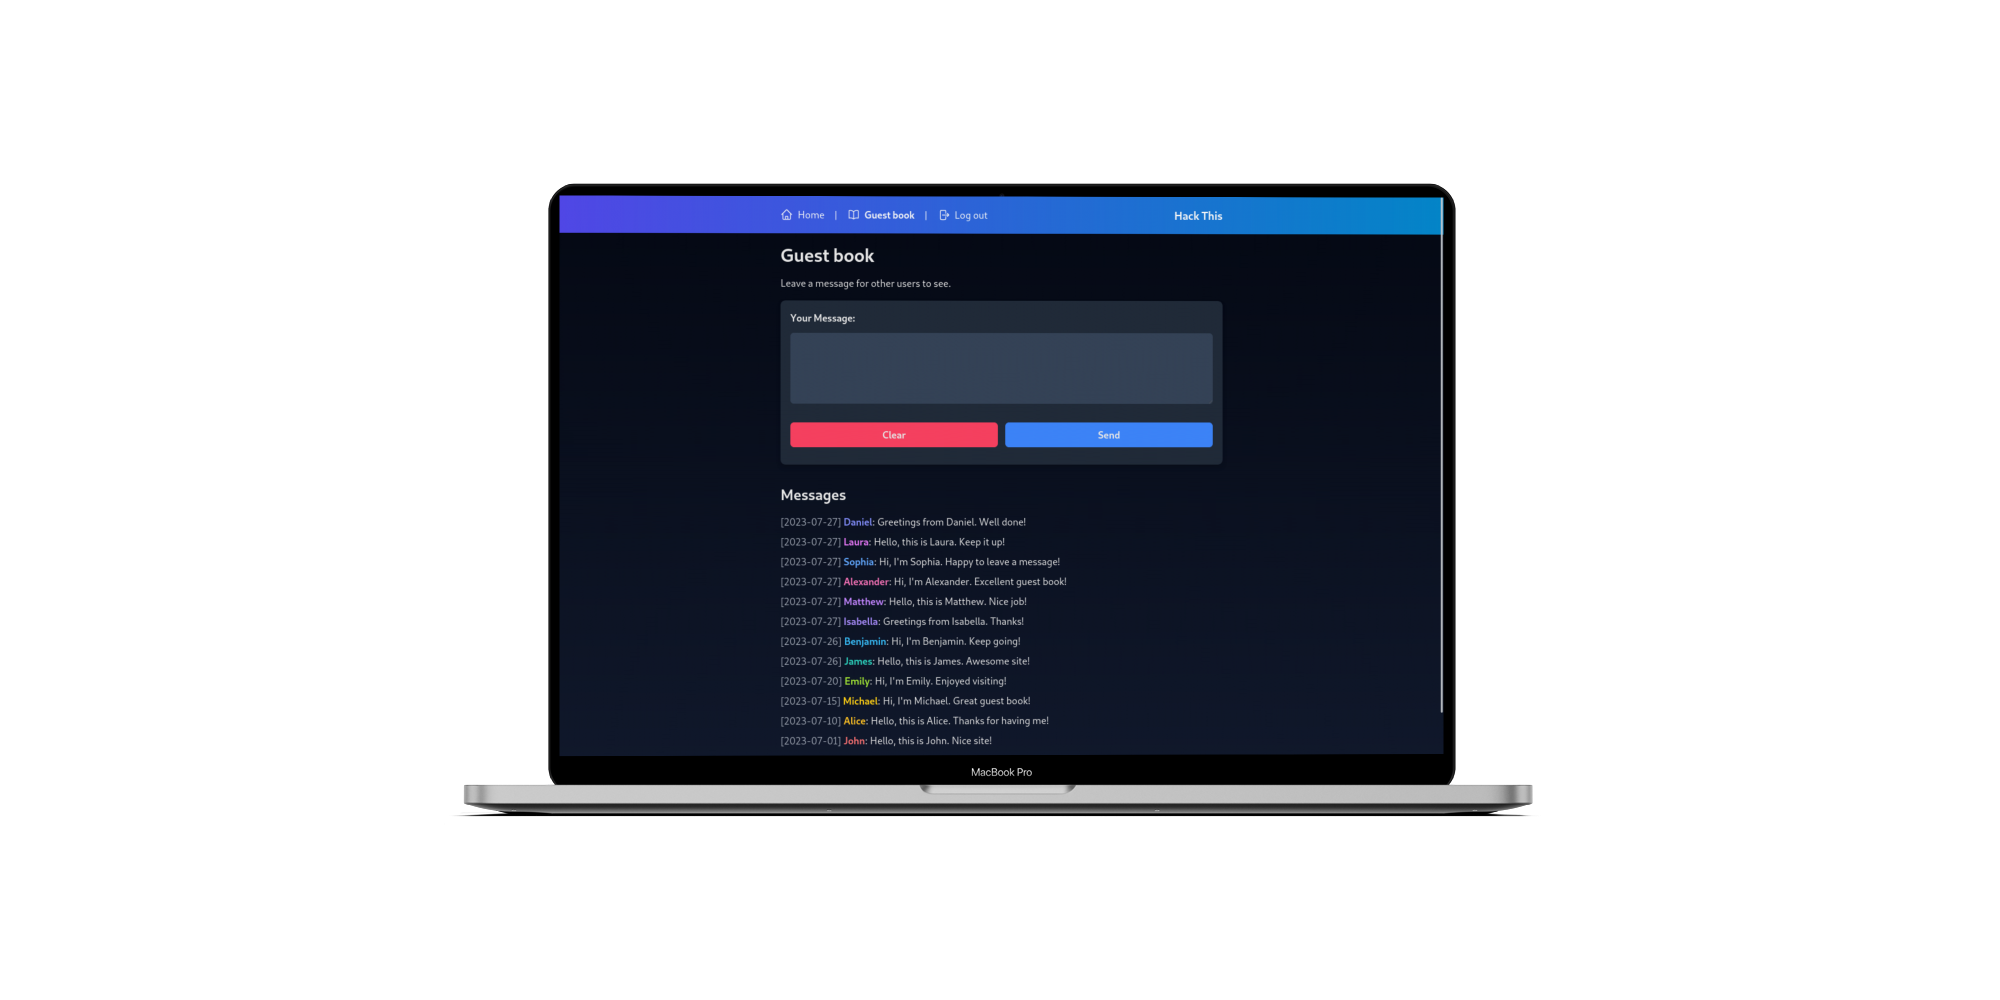 Home | Guest book | Log out Hack This
Guest book
Leave a message for other users to see.
Your Message:
Clear Send
Messages
[2023-07-27] Daniel: Greetings from Daniel. Well done!
[2023-07-27] Laura: Hello, this is Laura. Keep it up!
[2023-07-27] Sophia: Hi, I'm Sophia. Happy to leave a message!
[2023-07-27] Alexander: Hi, I'm Alexander. Excellent guest book!
[2023-07-27] Matthew: Hello, this is Matthew. Nice job!
[2023-07-27] Isabella: Greetings from Isabella. Thanks!
[2023-07-26] Benjamin: Hi, I'm Benjamin. Keep going!
[2023-07-26] James: Hello, this is James. Awesome site!
[2023-07-20] Emily: Hi, I'm Emily. Enjoyed visiting!
[2023-07-15] Michael: Hi, I'm Michael. Great guest book!
[2023-07-10] Alice: Hello, this is Alice. Thanks for having me!
[2023-07-01] John: Hello, this is John. Nice site!
MacBook Pro